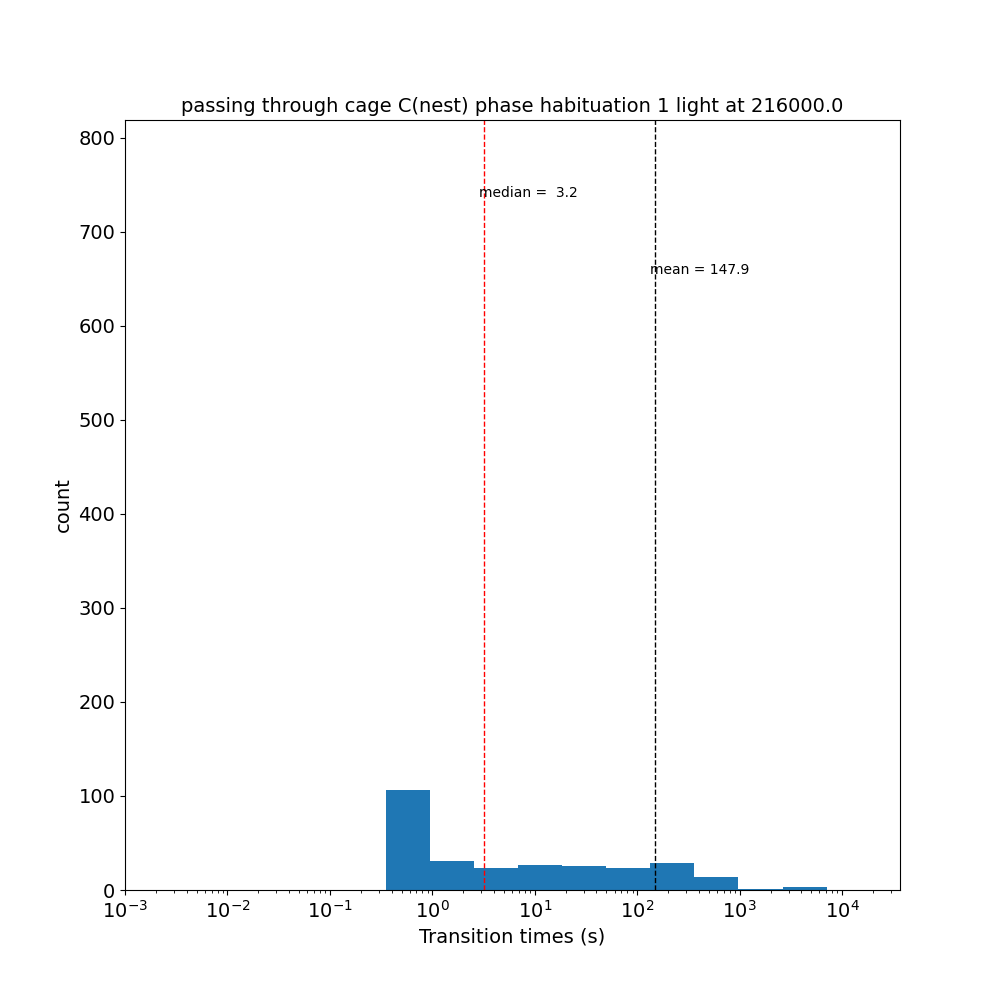 passing through cage C(nest) phase habituation 1 light at 216000.0
800
median =  3.2
700
mean = 147.9
600
500
400
300
200
100
0
count
10⁻³ 10⁻² 10⁻¹ 10⁰ 10¹ 10² 10³ 10⁴
Transition times (s)